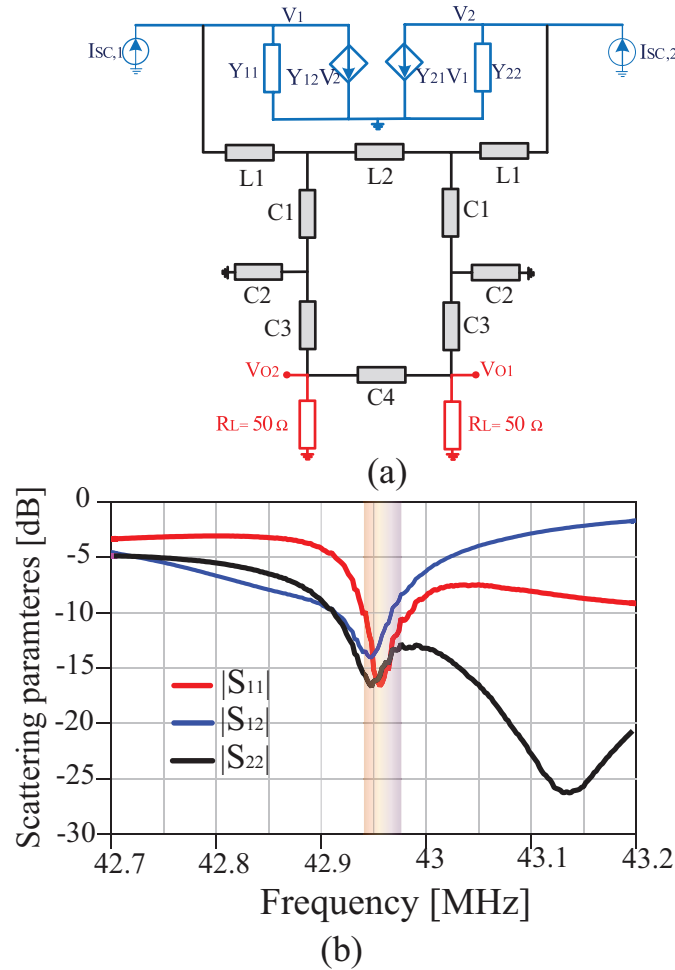 V1 V2
ISC,1 Y11 Y12V2 Y21V1 Y22 ISC,2
L1 L2 L1
C1 C1
C2 C2
C3 C3
VO2 C4 VO1
RL= 50 Ω RL= 50 Ω
(a)
Scattering paramteres [dB]
0
-5
-10
-15
-20
-25
-30
|S11|
|S12|
|S22|
42.7 42.8 42.9 43 43.1 43.2
Frequency [MHz]
(b)